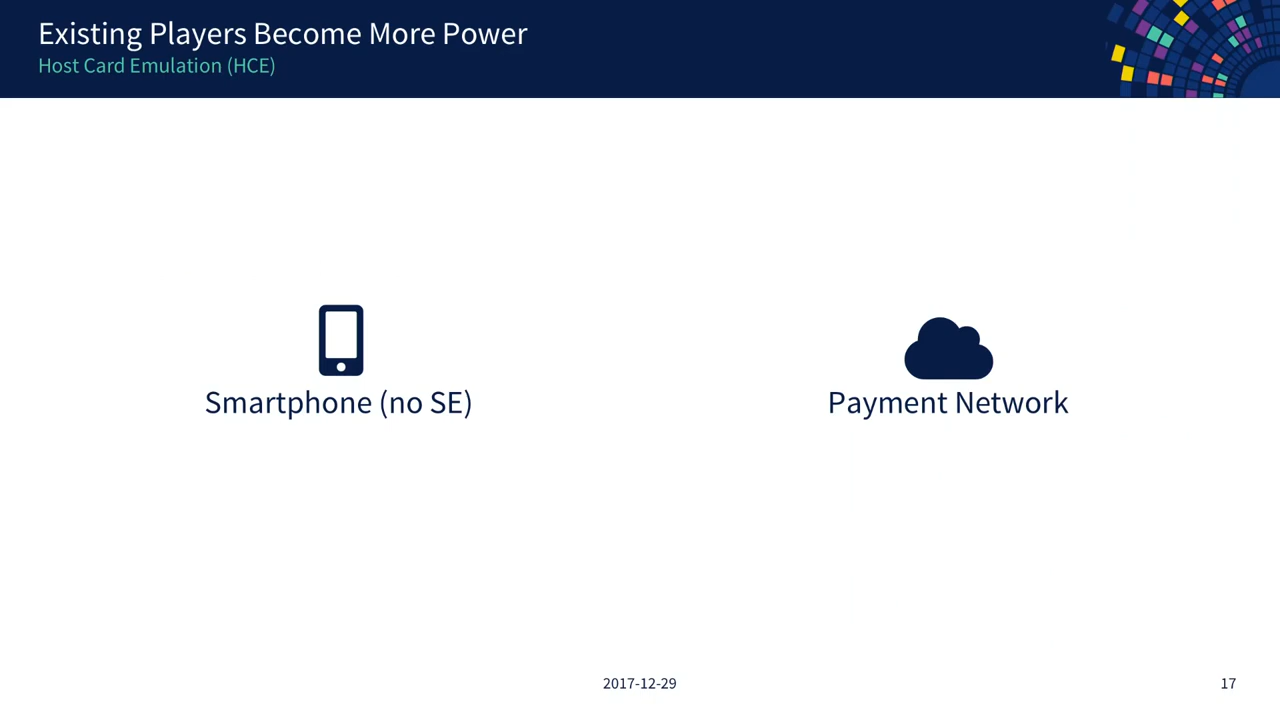 Existing Players Become More Power
Host Card Emulation (HCE)
Smartphone (no SE)
Payment Network
2017-12-29
17